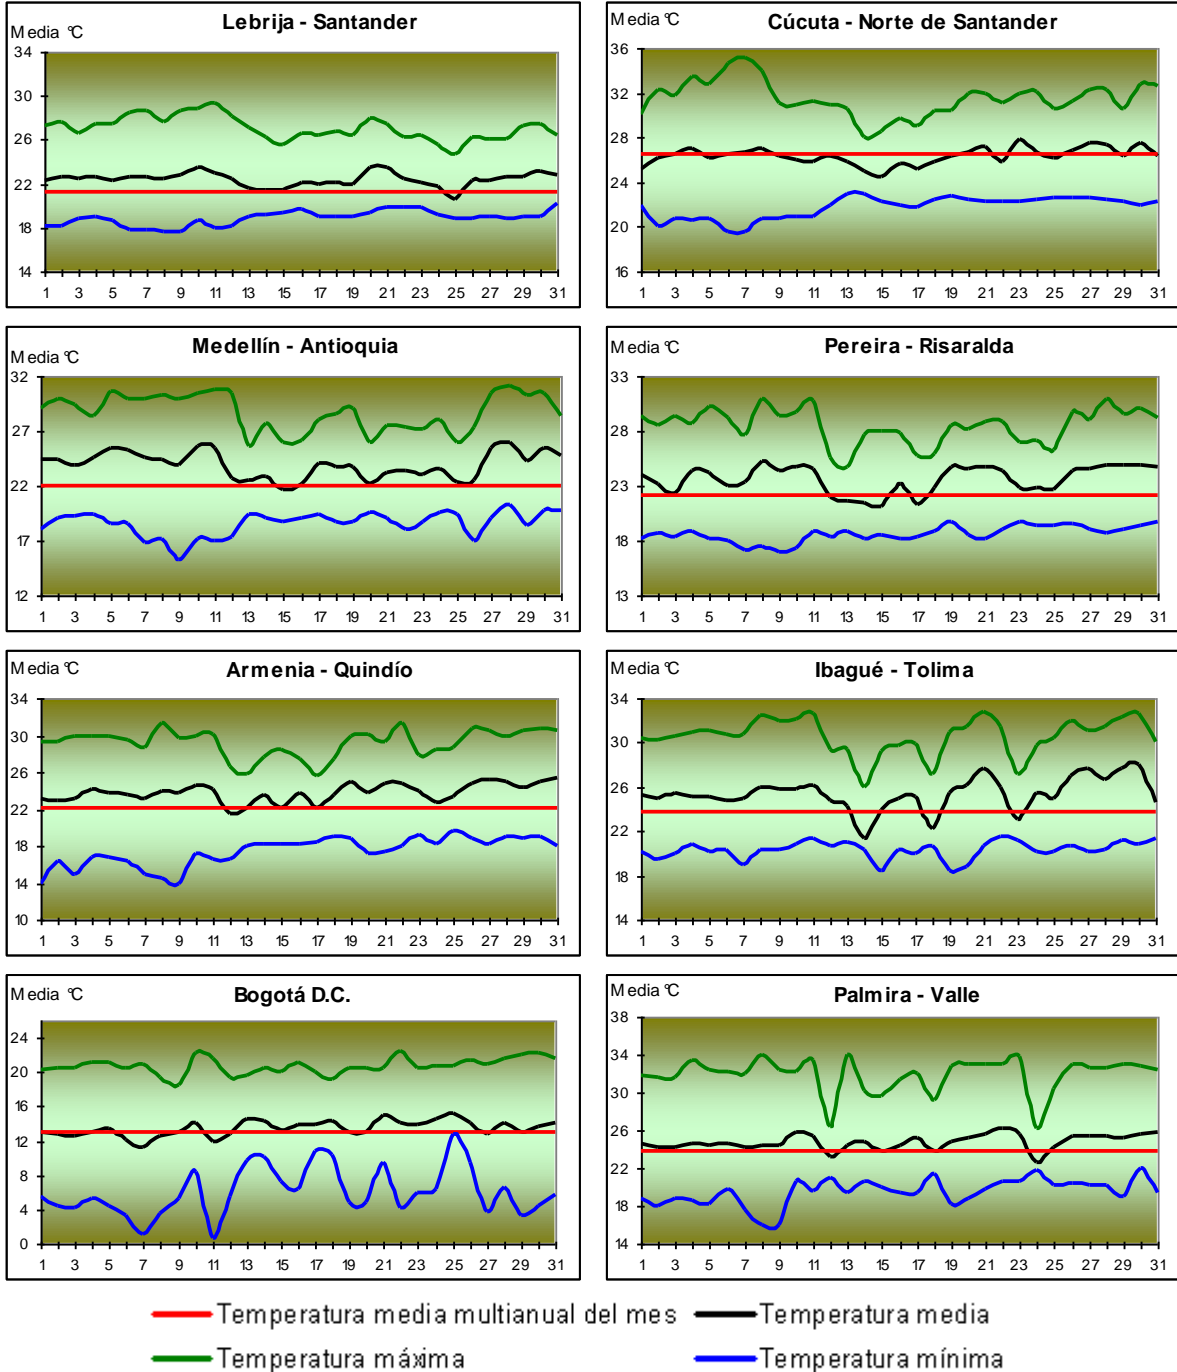 Lebrija - Santander
Media ºC
34
30
26
22
18
14
1 3 5 7 9 11 13 15 17 19 21 23 25 27 29 31
Cúcuta - Norte de Santander
Media ºC
36
32
28
24
20
16
1 3 5 7 9 11 13 15 17 19 21 23 25 27 29 31
Medellín - Antioquia
Media ºC
32
27
22
17
12
1 3 5 7 9 11 13 15 17 19 21 23 25 27 29 31
Pereira - Risaralda
Media ºC
33
28
23
18
13
1 3 5 7 9 11 13 15 17 19 21 23 25 27 29 31
Armenia - Quindío
Media ºC
34
30
26
22
18
14
10
1 3 5 7 9 11 13 15 17 19 21 23 25 27 29 31
Ibagué - Tolima
Media ºC
34
30
26
22
18
14
1 3 5 7 9 11 13 15 17 19 21 23 25 27 29 31
Bogotá D.C.
Media ºC
24
20
16
12
8
4
0
1 3 5 7 9 11 13 15 17 19 21 23 25 27 29 31
Palmira - Valle
Media ºC
38
34
30
26
22
18
14
1 3 5 7 9 11 13 15 17 19 21 23 25 27 29 31
Temperatura media multianual del mes
Temperatura media
Temperatura máxima
Temperatura mínima